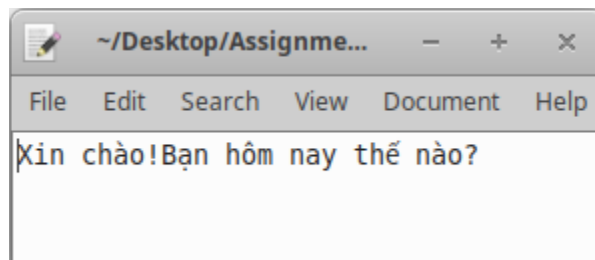 ~/Desktop/Assignme...
File Edit Search View Document Help
Xin chào!Bạn hôm nay thế nào?